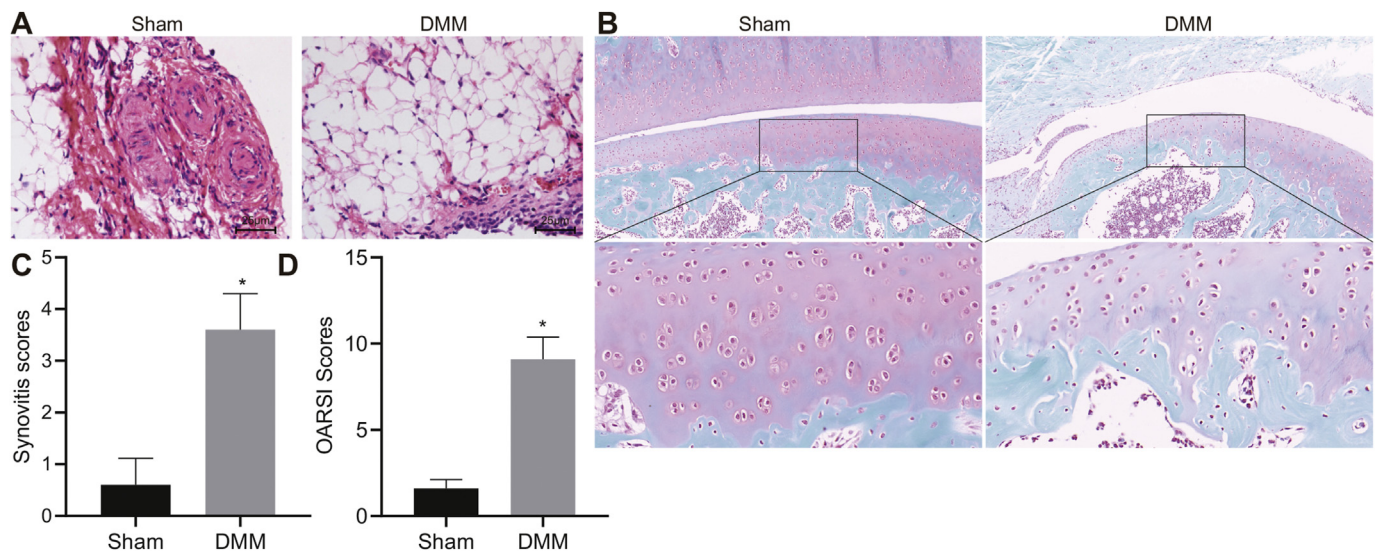 A
Sham
DMM
25μm
25μm
B
Sham
DMM
C
Synovitis scores
5
4
3
2
1
0
*
Sham
DMM
D
OARSI Scores
15
10
5
0
*
Sham
DMM